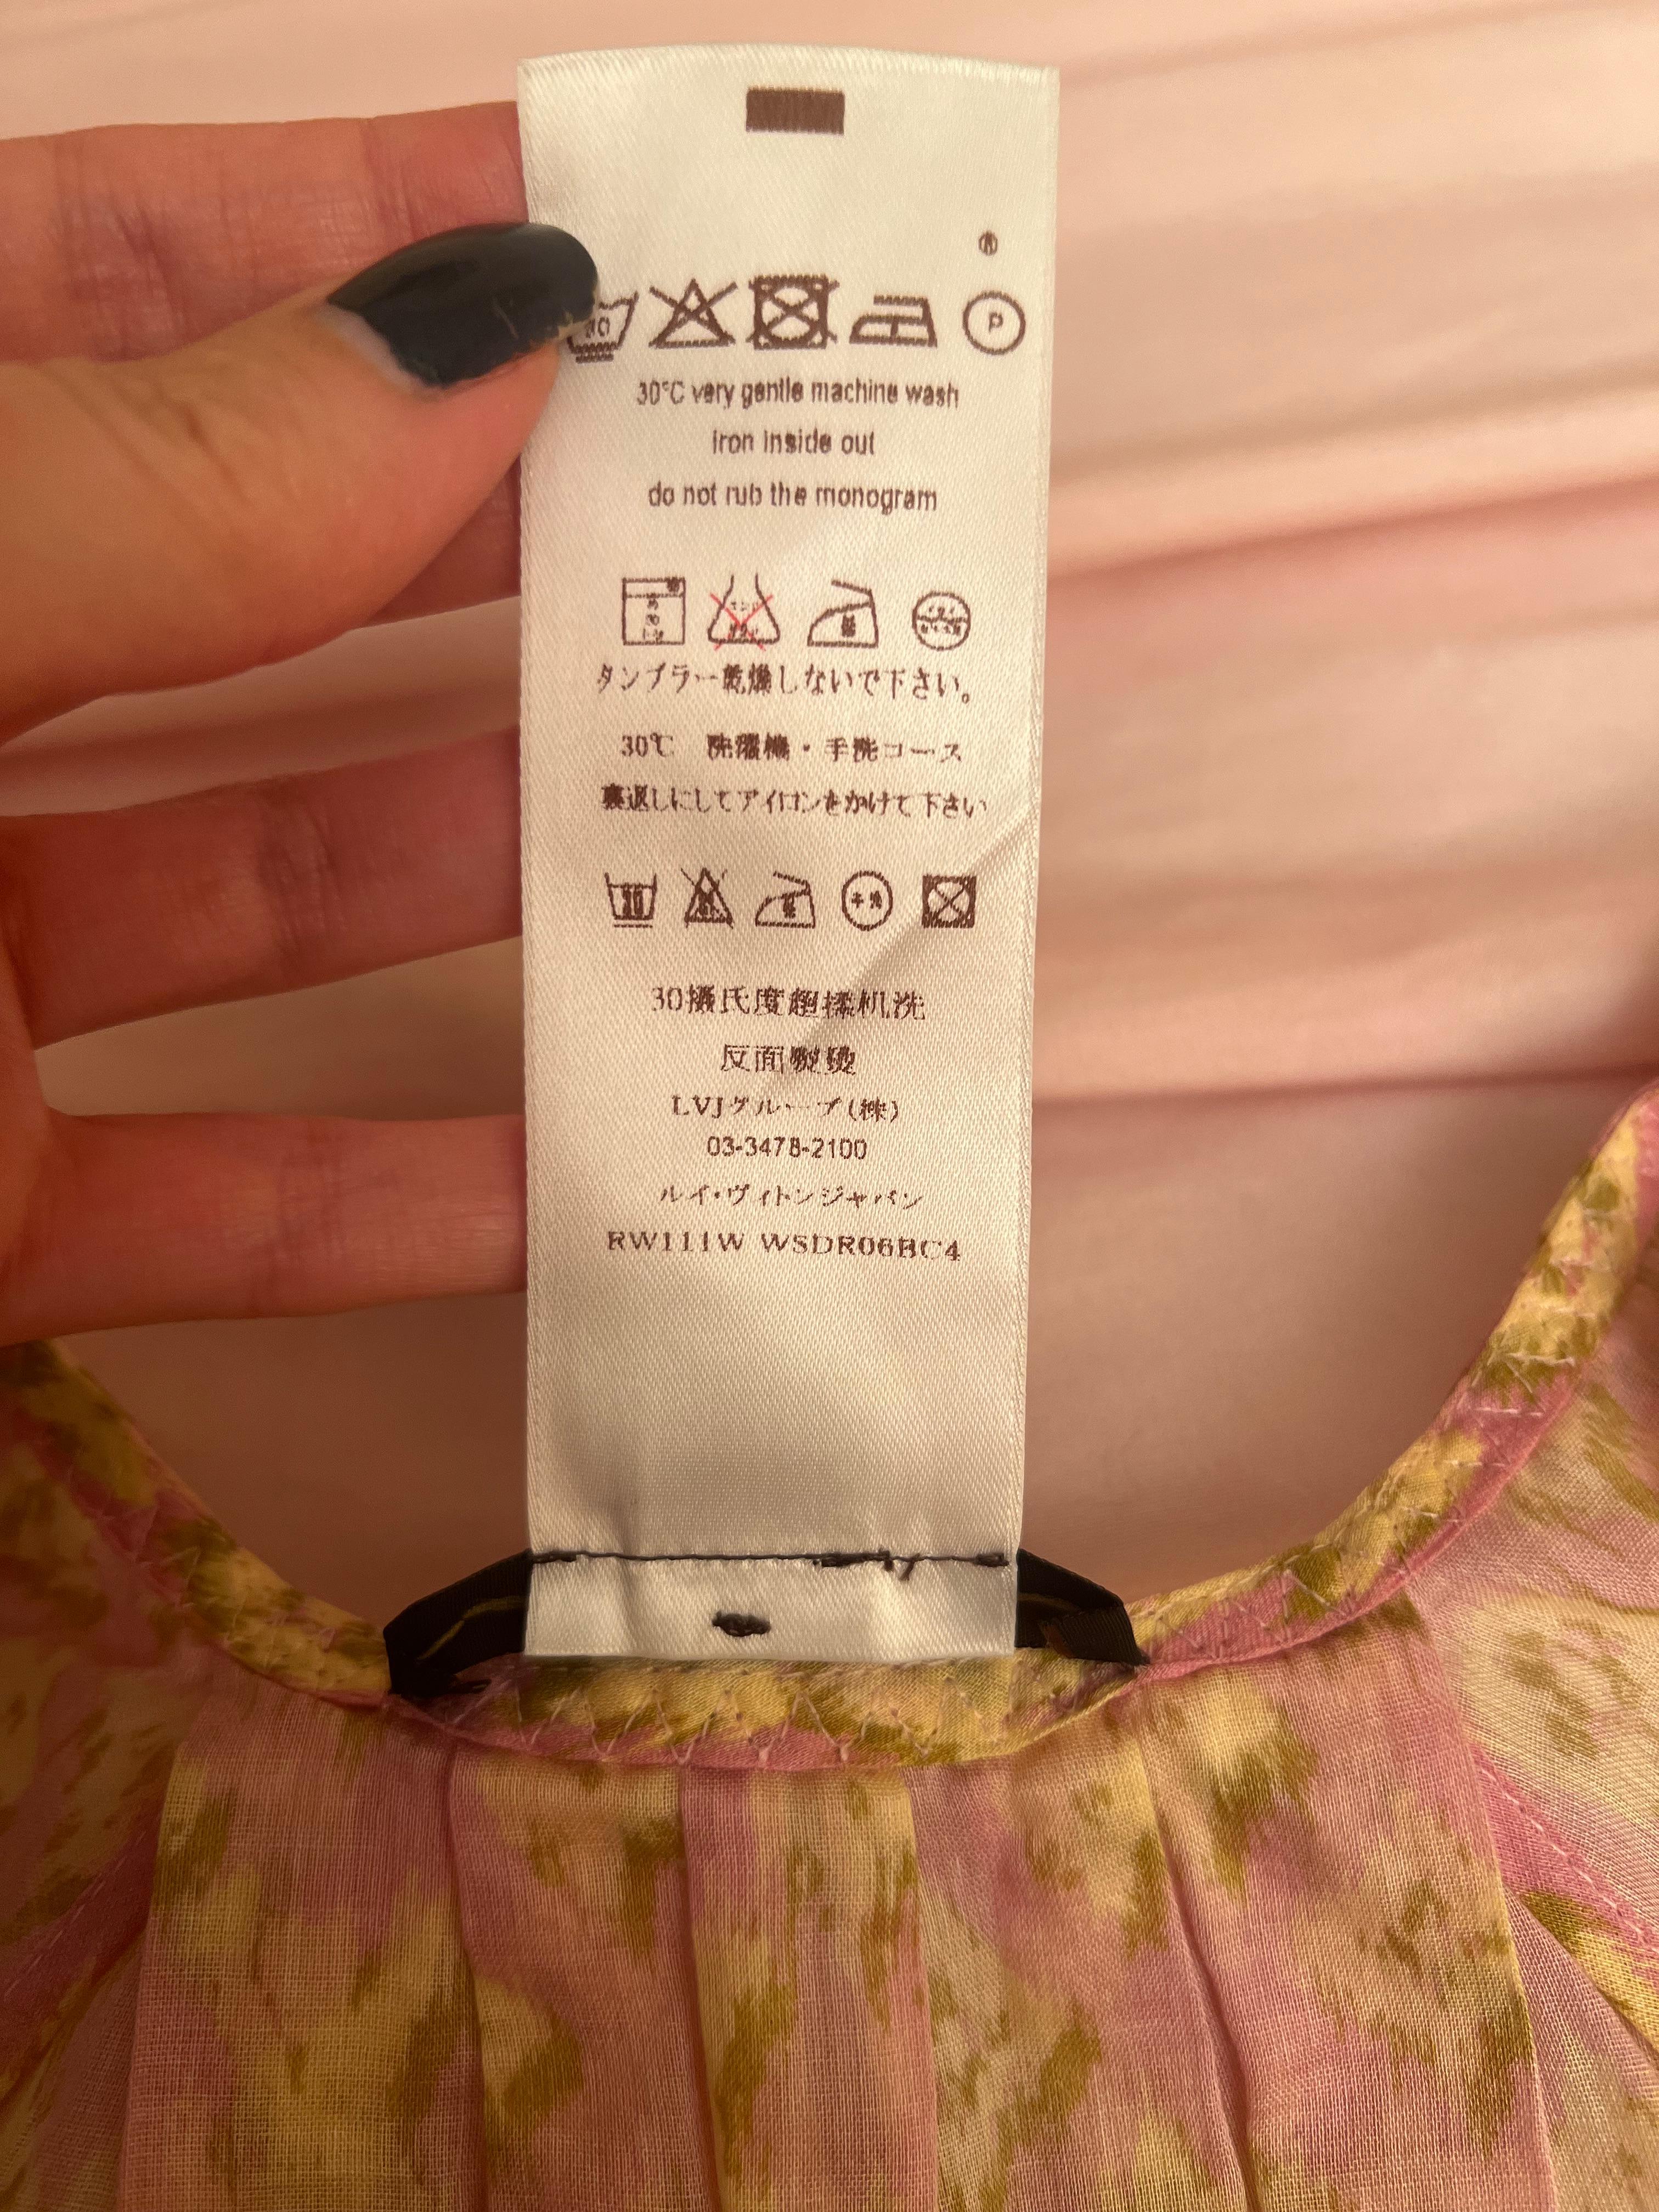 30
P
30°C very gentle machine wash
iron inside out
do not rub the monogram
タンブラー乾燥しないで下さい。
30℃ 洗濯機・手洗コース
裏返しにしてアイロンをかけて下さい
30
30攝氏度超揉机洗
反面熨燙
LVJグループ(株)
03-3478-2100
ルイ・ヴィトンジャパン
RW111W WSDR06BC4